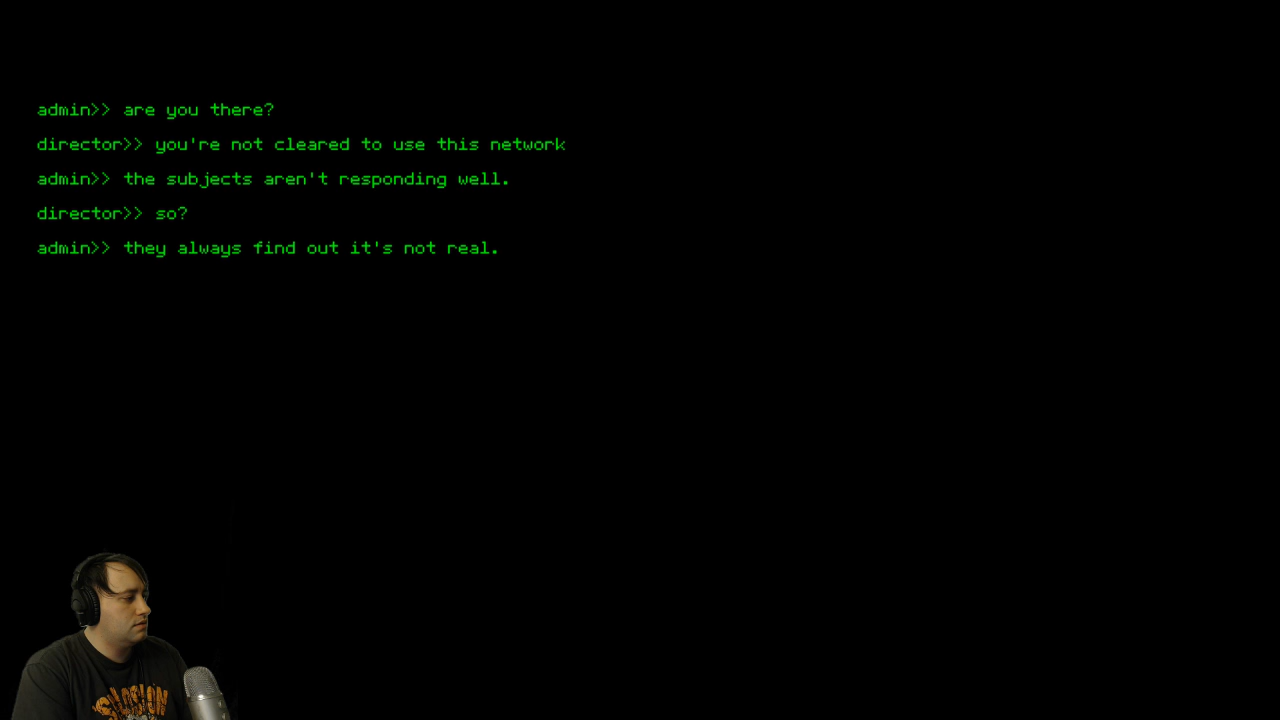 admin>> are you there?
director>> you're not cleared to use this network
admin>> the subjects aren't responding well.
director>> so?
admin>> they always find out it's not real.